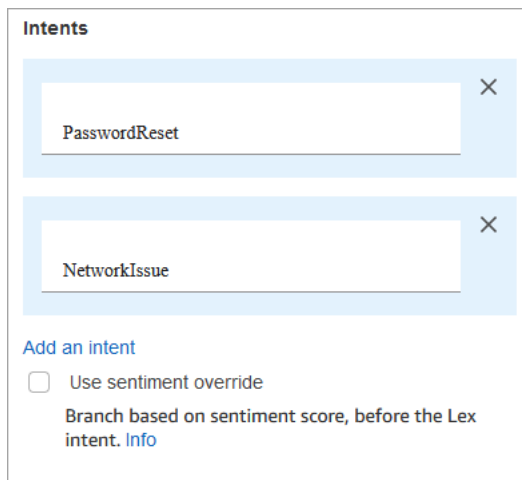 Intents
PasswordReset
NetworkIssue
Add an intent
Use sentiment override
Branch based on sentiment score, before the Lex
intent. Info